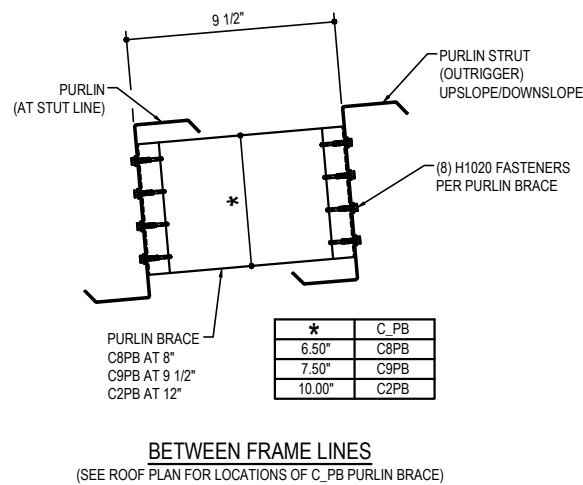 9 1/2"
PURLIN
(AT STUT LINE)
PURLIN STRUT
(OUTRIGGER)
UPSLOPE/DOWNSLOPE
(8) H1020 FASTENERS
PER PURLIN BRACE
*
PURLIN BRACE
C8PB AT 8"
C9PB AT 9 1/2"
C2PB AT 12"
* C_PB
6.50" C8PB
7.50" C9PB
10.00" C2PB
BETWEEN FRAME LINES
(SEE ROOF PLAN FOR LOCATIONS OF C_PB PURLIN BRACE)